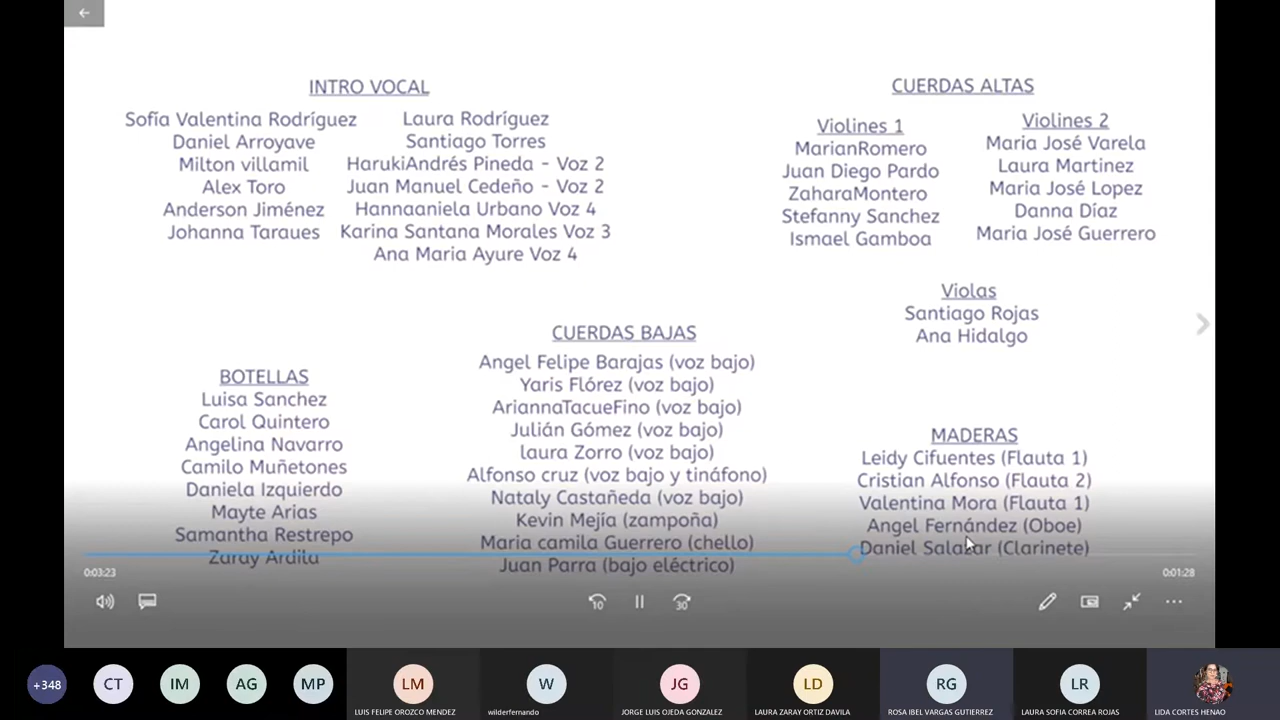 INTRO VOCAL
Sofía Valentina Rodríguez
Daniel Arroyave
Milton villamil
Alex Toro
Anderson Jiménez
Johanna Taraues
Laura Rodríguez
Santiago Torres
HarukiAndrés Pineda - Voz 2
Juan Manuel Cedeño - Voz 2
Hannaaniela Urbano Voz 4
Karina Santana Morales Voz 3
Ana Maria Ayure Voz 4
CUERDAS ALTAS
Violines 1
MarianRomero
Juan Diego Pardo
ZaharaMontero
Stefanny Sanchez
Ismael Gamboa
Violines 2
Maria José Varela
Laura Martinez
Maria José Lopez
Danna Díaz
Maria José Guerrero
Violas
Santiago Rojas
Ana Hidalgo
BOTELLAS
Luisa Sanchez
Carol Quintero
Angelina Navarro
Camilo Muñetones
Daniela Izquierdo
Mayte Arias
Samantha Restrepo
Zaray Ardila
CUERDAS BAJAS
Angel Felipe Barajas (voz bajo)
Yaris Flórez (voz bajo)
AriannaTacueFino (voz bajo)
Julián Gómez (voz bajo)
laura Zorro (voz bajo)
Alfonso cruz (voz bajo y tináfono)
Nataly Castañeda (voz bajo)
Kevin Mejía (zampoña)
Maria camila Guerrero (chello)
Juan Parra (bajo eléctrico)
MADERAS
Leidy Cifuentes (Flauta 1)
Cristian Alfonso (Flauta 2)
Valentina Mora (Flauta 1)
Angel Fernández (Oboe)
Daniel Salazar (Clarinete)
0:03:23
0:01:28
10
30
+348
CT
IM
AG
MP
LM
W
JG
LD
RG
LR
LUIS FELIPE OROZCO MENDEZ
wilderfernando
JORGE LUIS OJEDA GONZALEZ
LAURA ZARAY ORTIZ DAVILA
ROSA IBEL VARGAS GUTIERREZ
LAURA SOFIA CORREA ROJAS
LIDA CORTES HENAO